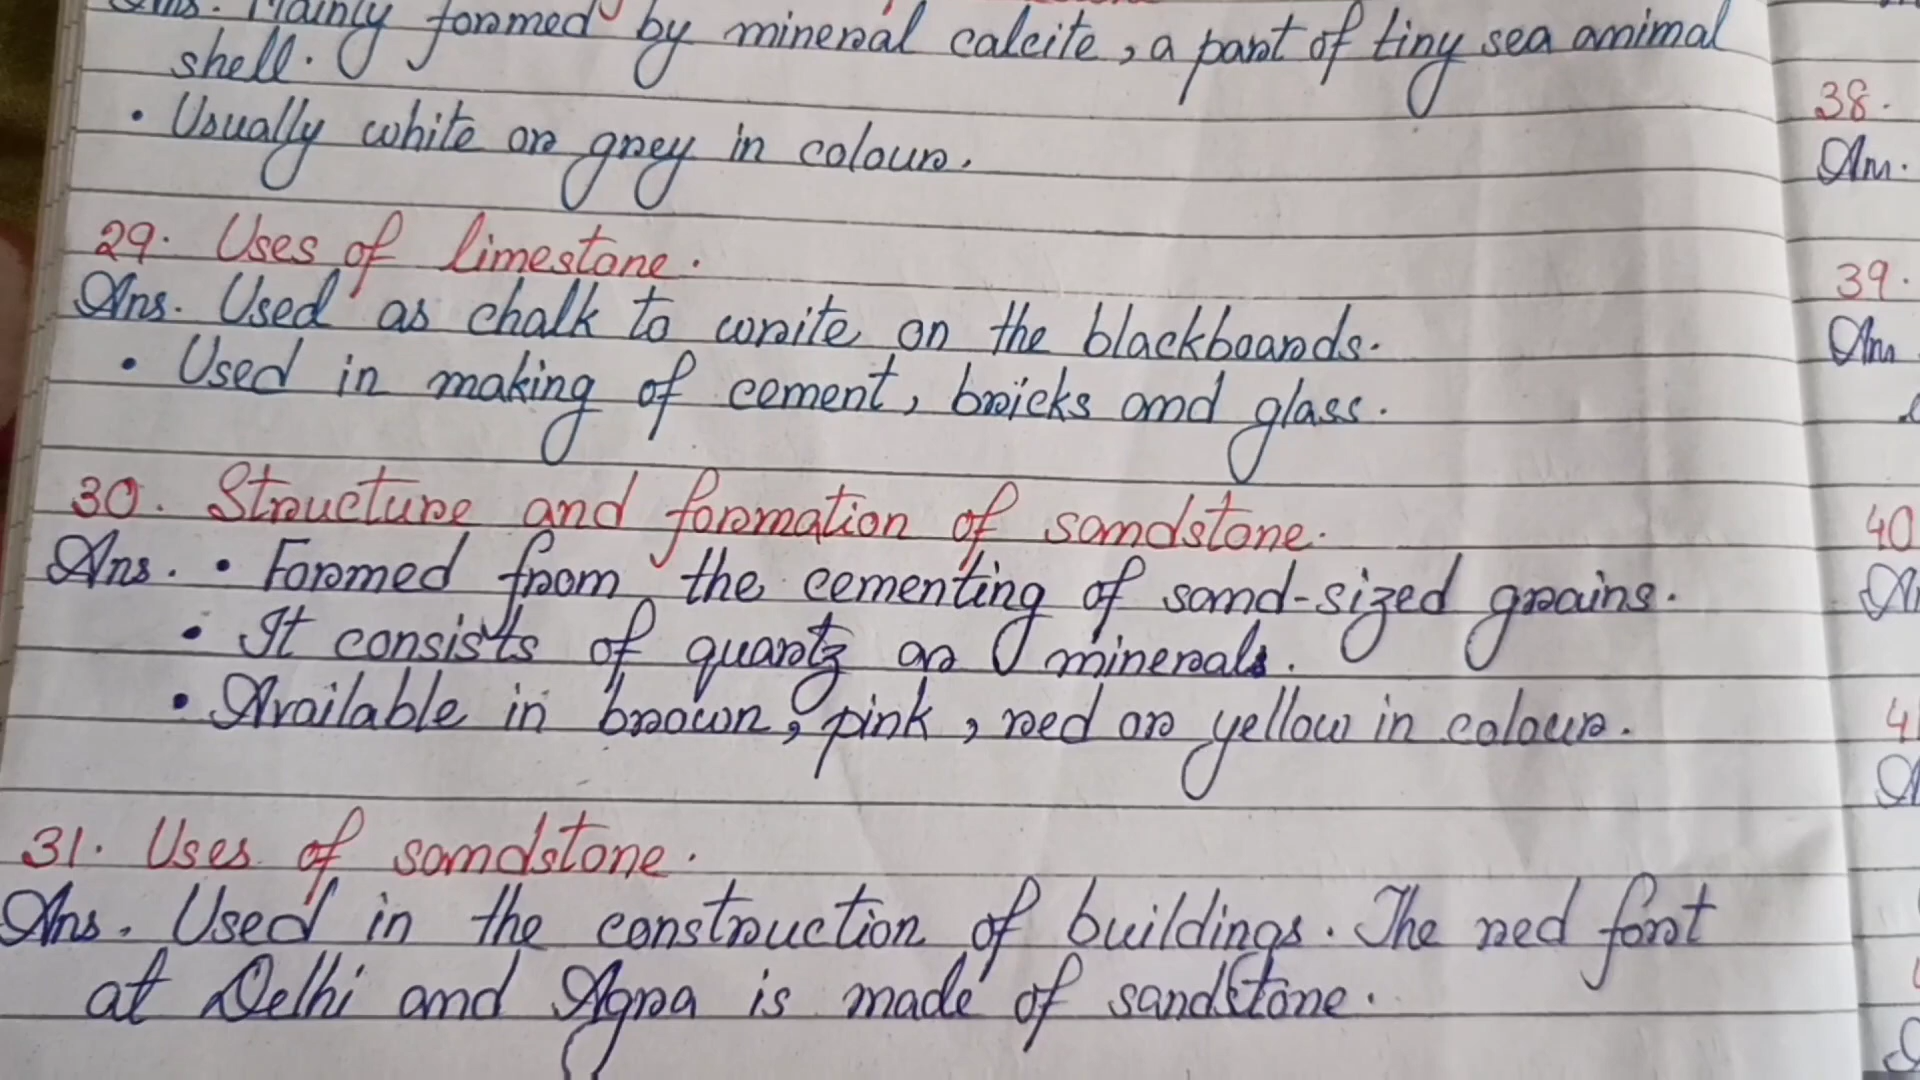 Ans. Mainly formed by mineral calcite, a part of tiny sea animal
shell.
• Usually white or grey in colour.
29. Uses of limestone.
Ans. Used as chalk to write on the blackboards.
• Used in making of cement, bricks and glass.
30. Structure and formation of sandstone.
Ans. • Formed from the cementing of sand-sized grains.
• It consists of quartz or minerals.
• Available in brown, pink, red or yellow in colour.
31. Uses of sandstone.
Ans. Used in the construction of buildings. The red fort
at Delhi and Agra is made of sandstone.
38.
Ans.
39.
Ans
40